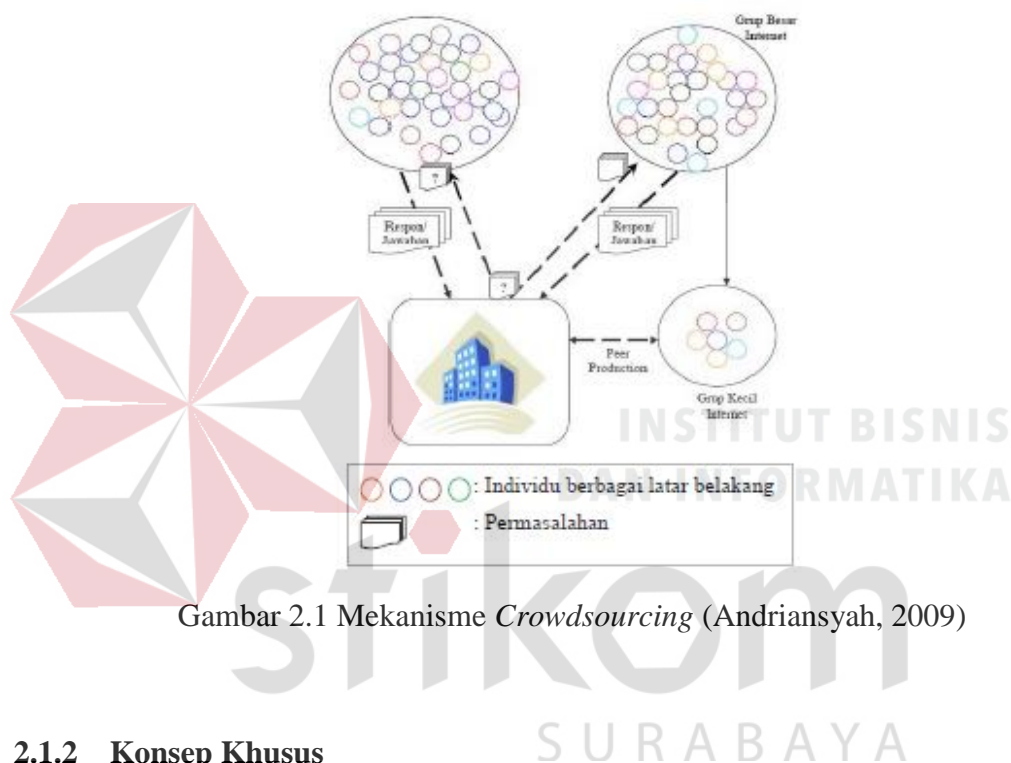 Grup Besar
Internet
?
Respon/
Jawaban
Respon/
Jawaban
?
Peer
Production
Grup Kecil
Internet
INSTITUT BISNIS
DAN INFORMATIKA
: Individu berbagai latar belakang
: Permasalahan
stikom
SURABAYA
Gambar 2.1 Mekanisme Crowdsourcing (Andriansyah, 2009)
2.1.2 Konsep Khusus